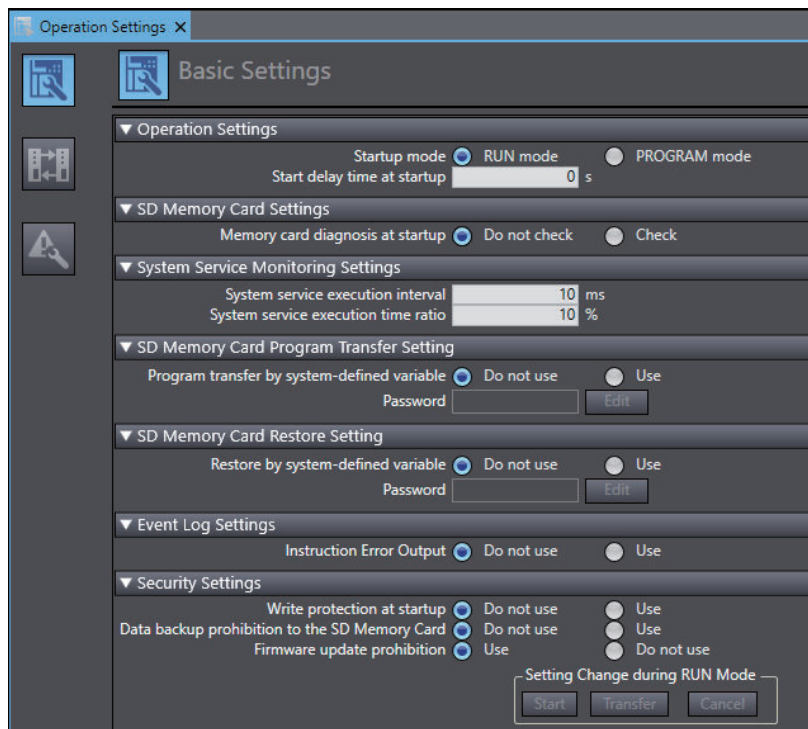 Operation Settings X
Basic Settings
▼ Operation Settings
Startup mode RUN mode PROGRAM mode
Start delay time at startup 0 s
▼ SD Memory Card Settings
Memory card diagnosis at startup Do not check Check
▼ System Service Monitoring Settings
System service execution interval 10 ms
System service execution time ratio 10 %
▼ SD Memory Card Program Transfer Setting
Program transfer by system-defined variable Do not use Use
Password Edit
▼ SD Memory Card Restore Setting
Restore by system-defined variable Do not use Use
Password Edit
▼ Event Log Settings
Instruction Error Output Do not use Use
▼ Security Settings
Write protection at startup Do not use Use
Data backup prohibition to the SD Memory Card Do not use Use
Firmware update prohibition Use Do not use
Setting Change during RUN Mode
Start Transfer Cancel